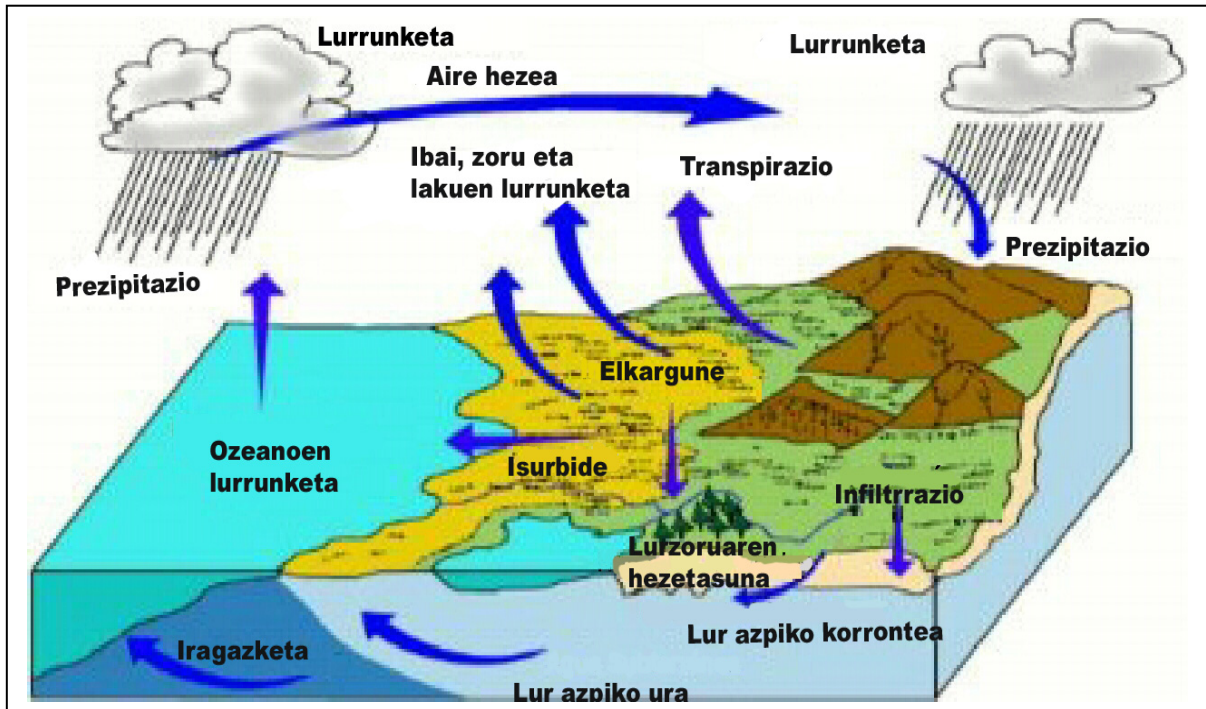 Lurrunketa
Lurrunketa
Aire hezea
Ibai, zoru eta
lakuen lurrunketa
Transpirazio
Prezipitazio
Prezipitazio
Elkargune
Ozeanoen
lurrunketa
Isurbide
Infiltrrazio
Lurzoruaren.
hezetasuna
Lur azpiko korrontea
Iragazketa
Lur azpiko ura